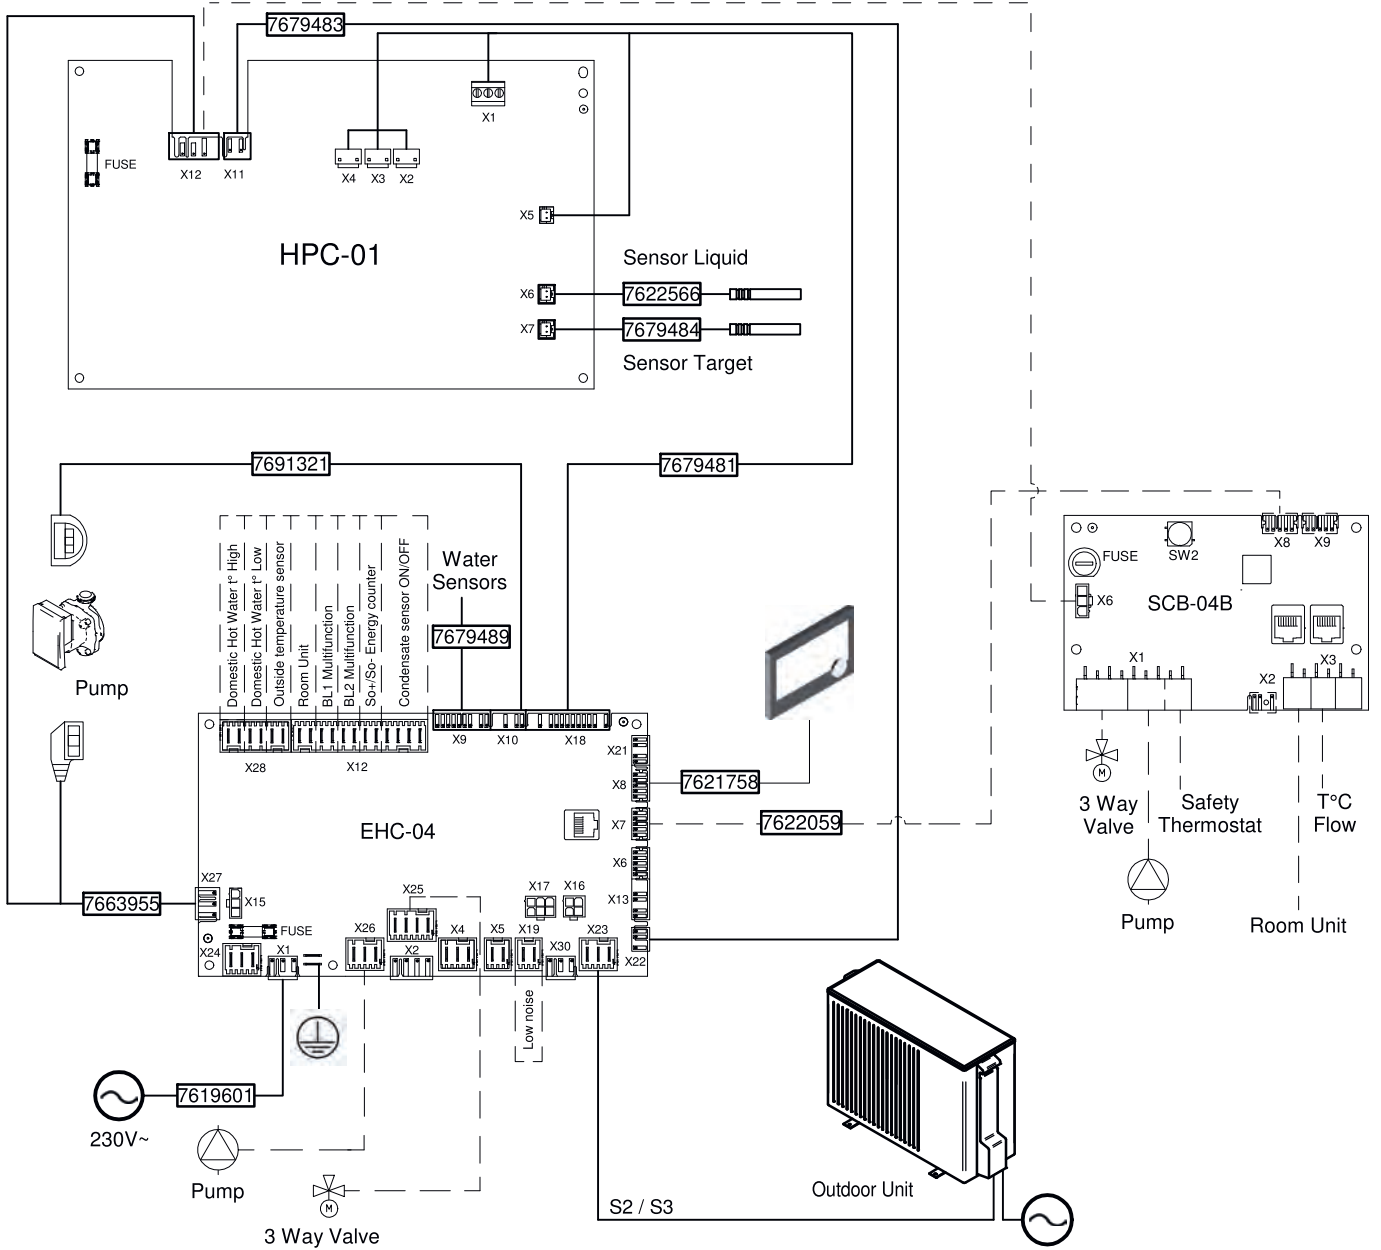 7679483
X1
FUSE
X12
X11
X4
X3
X2
X5
HPC-01
Sensor Liquid
X6
7622566
X7
7679484
Sensor Target
7691321
7679481
Domestic Hot Water t° High
Domestic Hot Water t° Low
Outside temperature sensor
Room Unit
BL1 Multifunction
BL2 Multifunction
So+/So- Energy counter
Condensate sensor ON/OFF
Water
Sensors
7679489
Pump
X28
X12
X9
X10
X18
X21
X8
7621758
EHC-04
X7
7622059
X6
X27
X15
7663955
X25
X17
X16
X13
FUSE
X24
X1
X26
X2
X4
X5
X19
X30
X23
X22
Low noise
7619601
230V~
Pump
M
3 Way Valve
S2 / S3
Outdoor Unit
X8
X9
SW2
FUSE
X6
SCB-04B
X1
X2
X3
M
3 Way
Valve
Safety
Thermostat
T°C
Flow
Pump
Room Unit